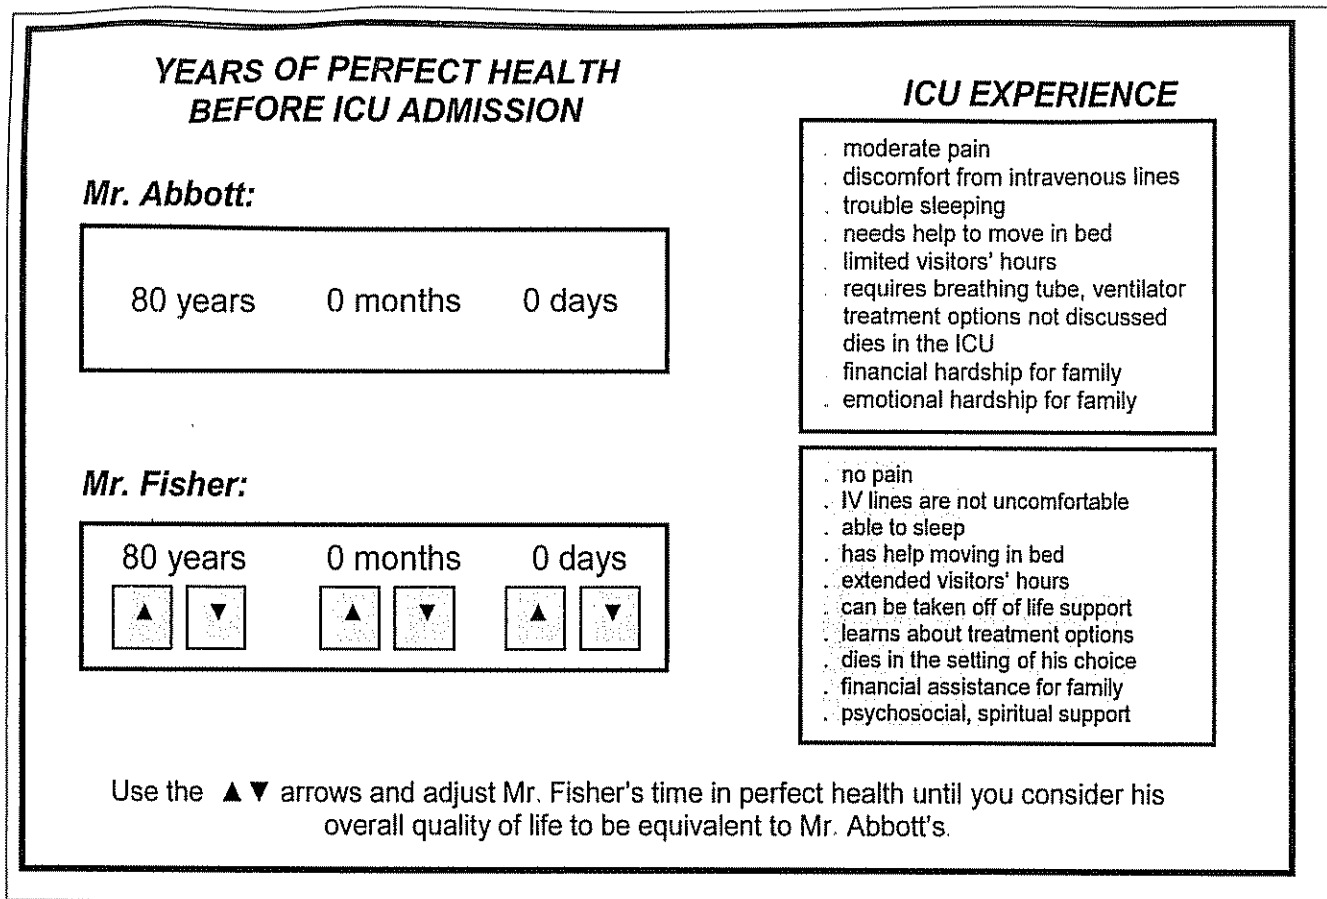 YEARS OF PERFECT HEALTH
BEFORE ICU ADMISSION
Mr. Abbott:
80 years 0 months 0 days
Mr. Fisher:
80 years 0 months 0 days
▲ ▼ ▲ ▼ ▲ ▼
ICU EXPERIENCE
. moderate pain
. discomfort from intravenous lines
. trouble sleeping
. needs help to move in bed
. limited visitors' hours
. requires breathing tube, ventilator
treatment options not discussed
dies in the ICU
. financial hardship for family
. emotional hardship for family
. no pain
. IV lines are not uncomfortable
. able to sleep
. has help moving in bed
. extended visitors' hours
. can be taken off of life support
. learns about treatment options
. dies in the setting of his choice
. financial assistance for family
. psychosocial, spiritual support
Use the ▲ ▼ arrows and adjust Mr. Fisher's time in perfect health until you consider his
overall quality of life to be equivalent to Mr. Abbott's.